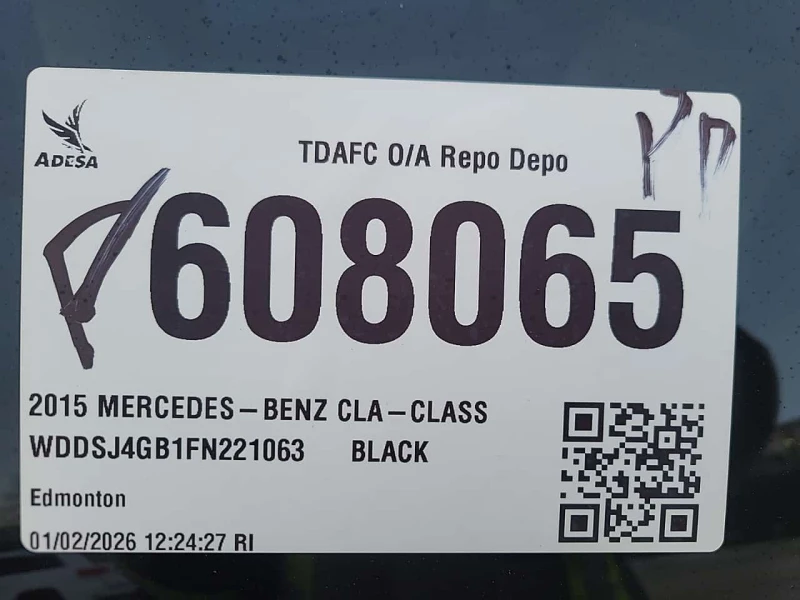 ADESA
TDAFC O/A Repo Depo
608065
2015 MERCEDES-BENZ CLA-CLASS
WDDSJ4GB1FN221063 BLACK
Edmonton
01/02/2026 12:24:27 RI